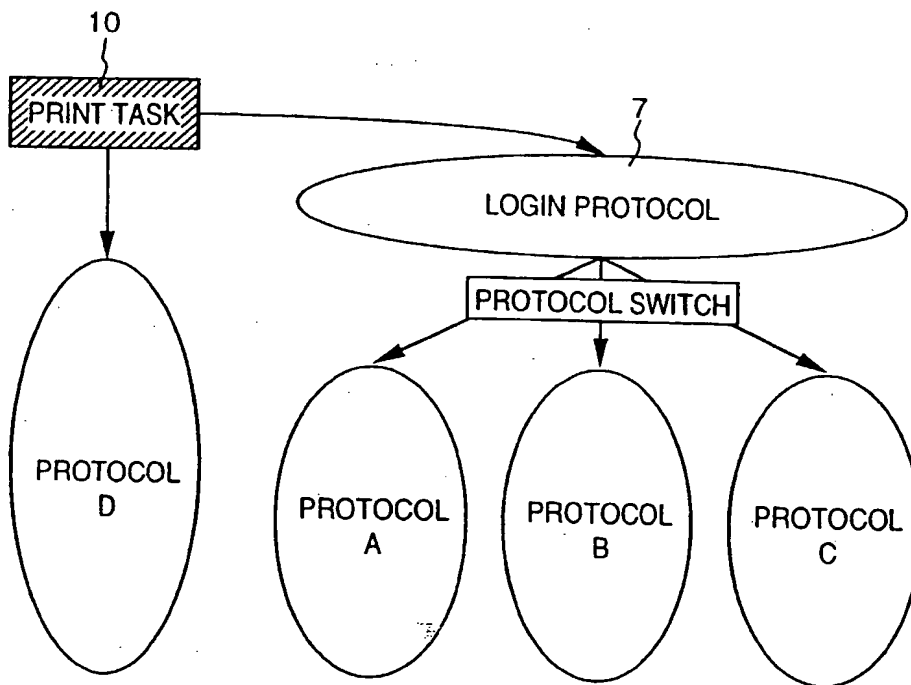 10
PRINT TASK
7
LOGIN PROTOCOL
PROTOCOL SWITCH
PROTOCOL
D
PROTOCOL
A
PROTOCOL
B
PROTOCOL
C